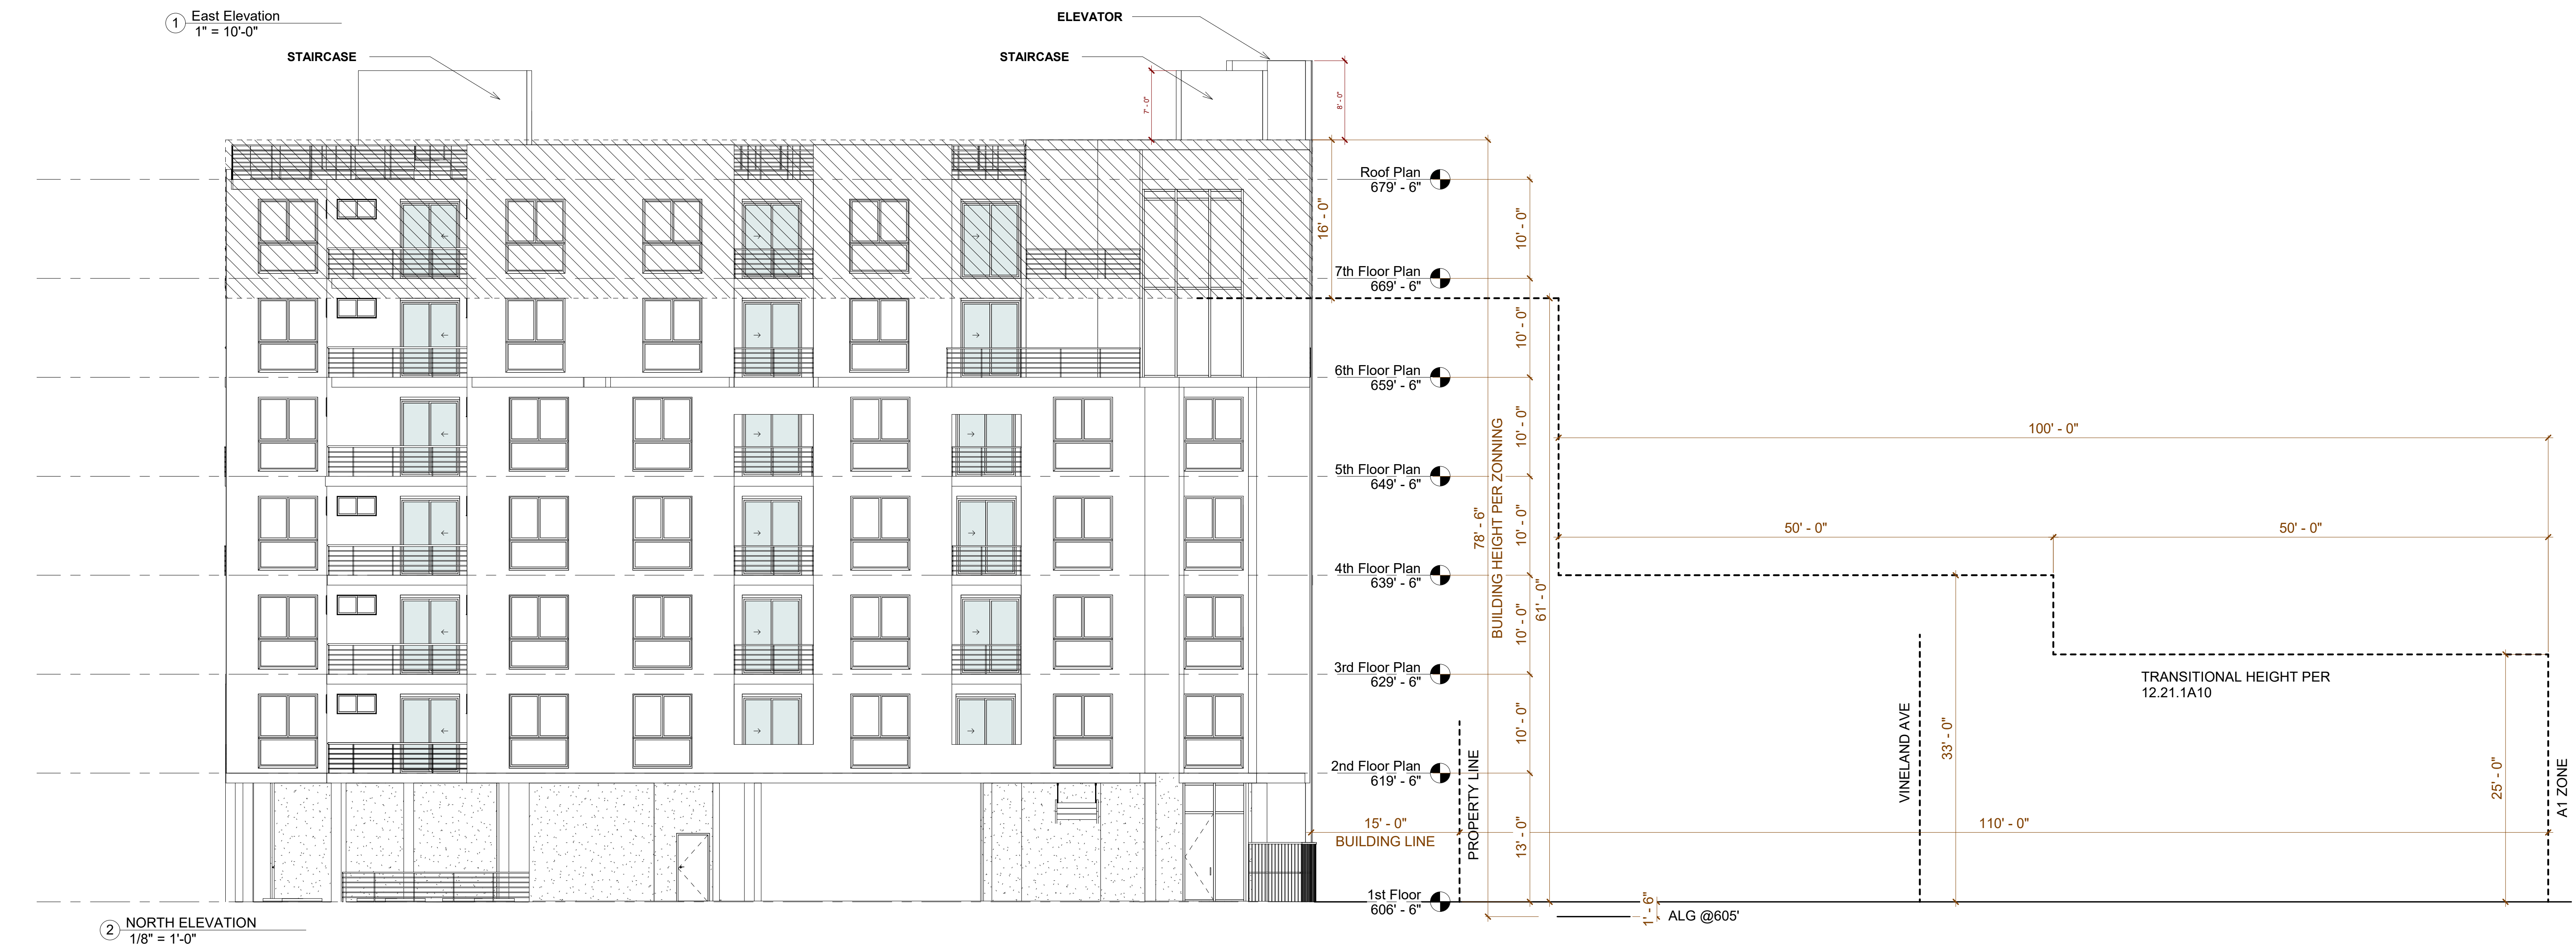 1 East Elevation
1" = 10'-0"
ELEVATOR
STAIRCASE
STAIRCASE
7' - 0"
8' - 0"
Roof Plan
679' - 6"
16' - 0"
10' - 0"
7th Floor Plan
669' - 6"
10' - 0"
6th Floor Plan
659' - 6"
10' - 0"
100' - 0"
5th Floor Plan
649' - 6"
78' - 6"
BUILDING HEIGHT PER ZONNING
10' - 0"
50' - 0"
50' - 0"
4th Floor Plan
639' - 6"
10' - 0"
61' - 0"
3rd Floor Plan
629' - 6"
10' - 0"
TRANSITIONAL HEIGHT PER
12.21.1A10
2nd Floor Plan
619' - 6"
PROPERTY LINE
VINELAND AVE
33' - 0"
25' - 0"
A1 ZONE
15' - 0"
BUILDING LINE
13' - 0"
110' - 0"
1st Floor
606' - 6"
1' - 6"
ALG @605'
2 NORTH ELEVATION
1/8" = 1'-0"